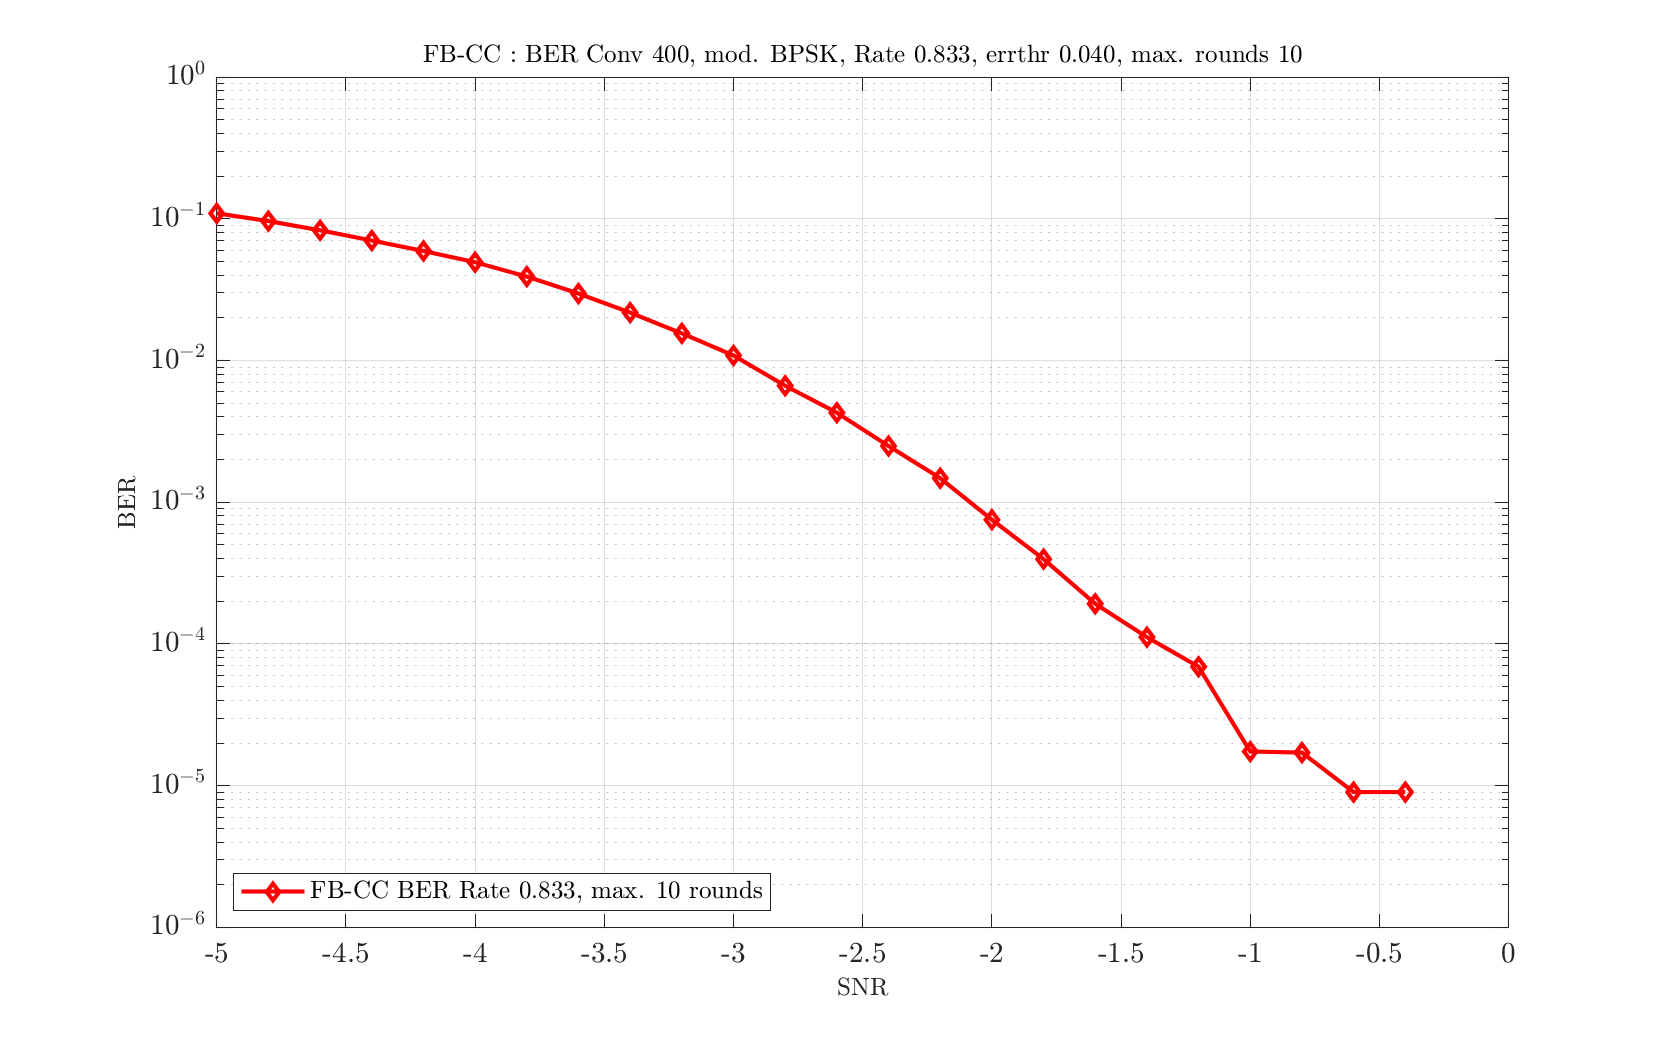 FB-CC : BER Conv 400, mod. BPSK, Rate 0.833, errthr 0.040, max. rounds 10
10^0
10^-1
10^-2
10^-3
10^-4
10^-5
10^-6
BER
FB-CC BER Rate 0.833, max. 10 rounds
-5 -4.5 -4 -3.5 -3 -2.5 -2 -1.5 -1 -0.5 0
SNR